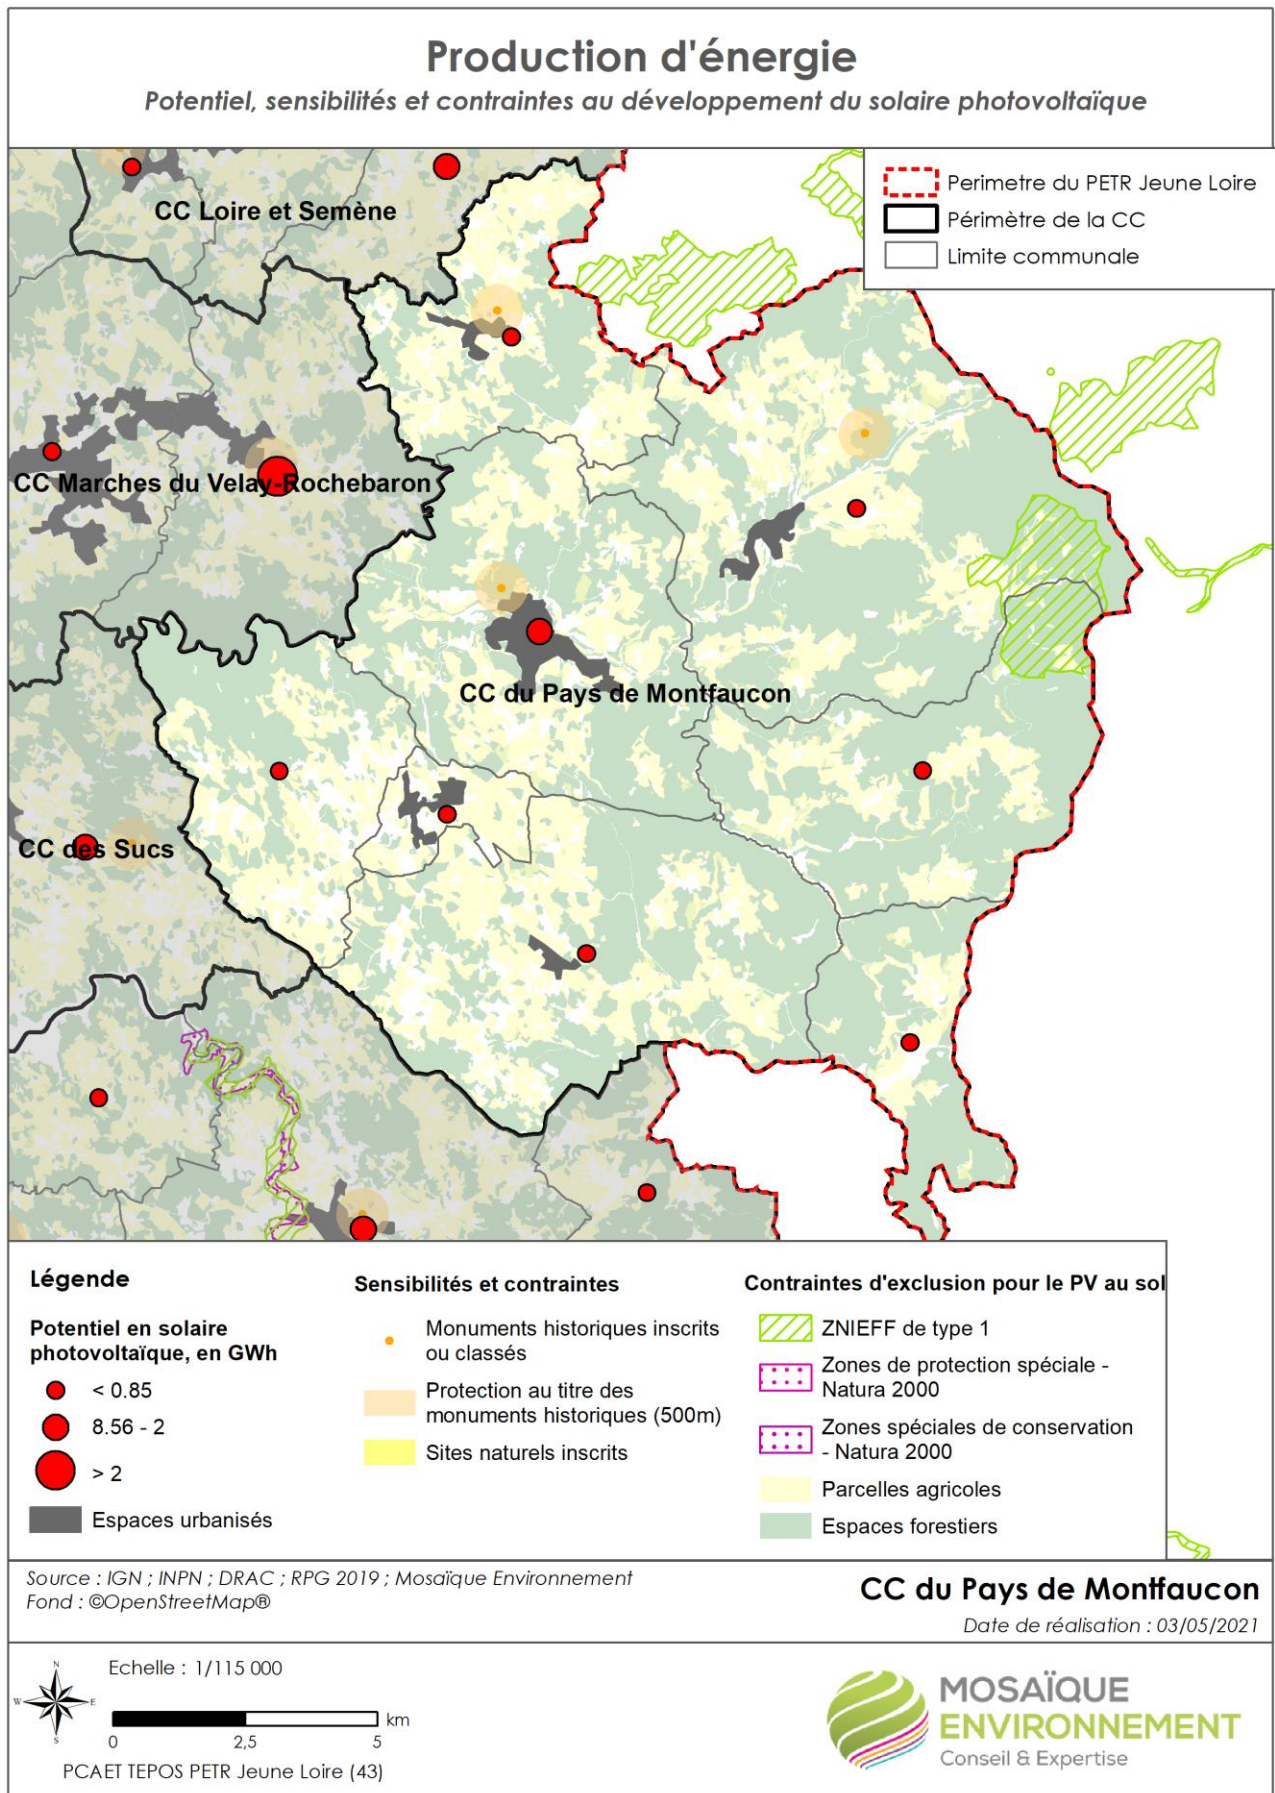 Production d'énergie
Potentiel, sensibilités et contraintes au développement du solaire photovoltaïque
Perimetre du PETR Jeune Loire
Périmètre de la CC
Limite communale
CC Loire et Semène
CC Marches du Velay-Rochebaron
CC du Pays de Montfaucon
CC des Sucs
Légende
Potentiel en solaire
photovoltaïque, en GWh
< 0.85
8.56 - 2
> 2
Espaces urbanisés
Sensibilités et contraintes
Monuments historiques inscrits
ou classés
Protection au titre des
monuments historiques (500m)
Sites naturels inscrits
Contraintes d'exclusion pour le PV au sol
ZNIEFF de type 1
Zones de protection spéciale -
Natura 2000
Zones spéciales de conservation
- Natura 2000
Parcelles agricoles
Espaces forestiers
Source : IGN ; INPN ; DRAC ; RPG 2019 ; Mosaïque Environnement
Fond : ©OpenStreetMap®
CC du Pays de Montfaucon
Date de réalisation : 03/05/2021
N
W
E
S
Echelle : 1/115 000
km
0 2,5 5
PCAET TEPOS PETR Jeune Loire (43)
MOSAÏQUE
ENVIRONNEMENT
Conseil & Expertise